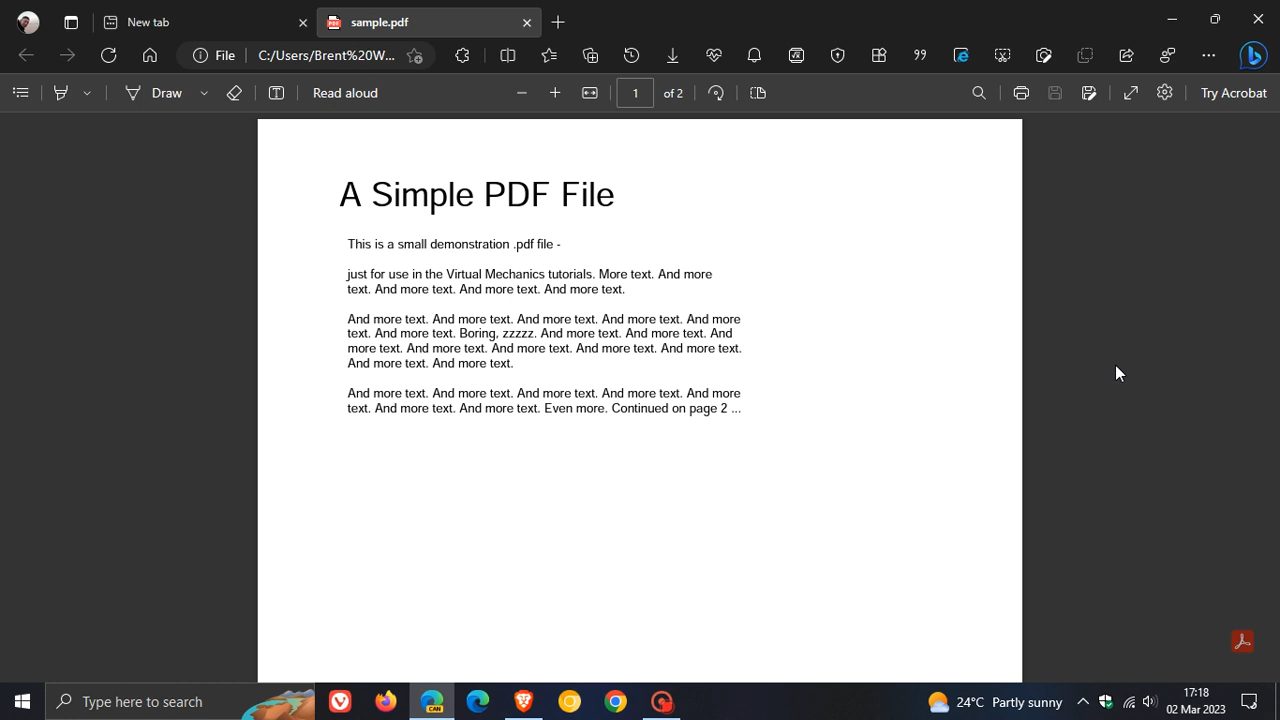 New tab
sample.pdf
File C:/Users/Brent%20W...
Draw
Read aloud
1 of 2
Try Acrobat
A Simple PDF File
This is a small demonstration .pdf file -
just for use in the Virtual Mechanics tutorials. More text. And more
text. And more text. And more text. And more text.
And more text. And more text. And more text. And more text. And more
text. And more text. Boring, zzzzz. And more text. And more text. And
more text. And more text. And more text. And more text. And more text.
And more text. And more text.
And more text. And more text. And more text. And more text. And more
text. And more text. And more text. Even more. Continued on page 2 ...
Type here to search
CAN
24°C Partly sunny
17:18
02 Mar 2023